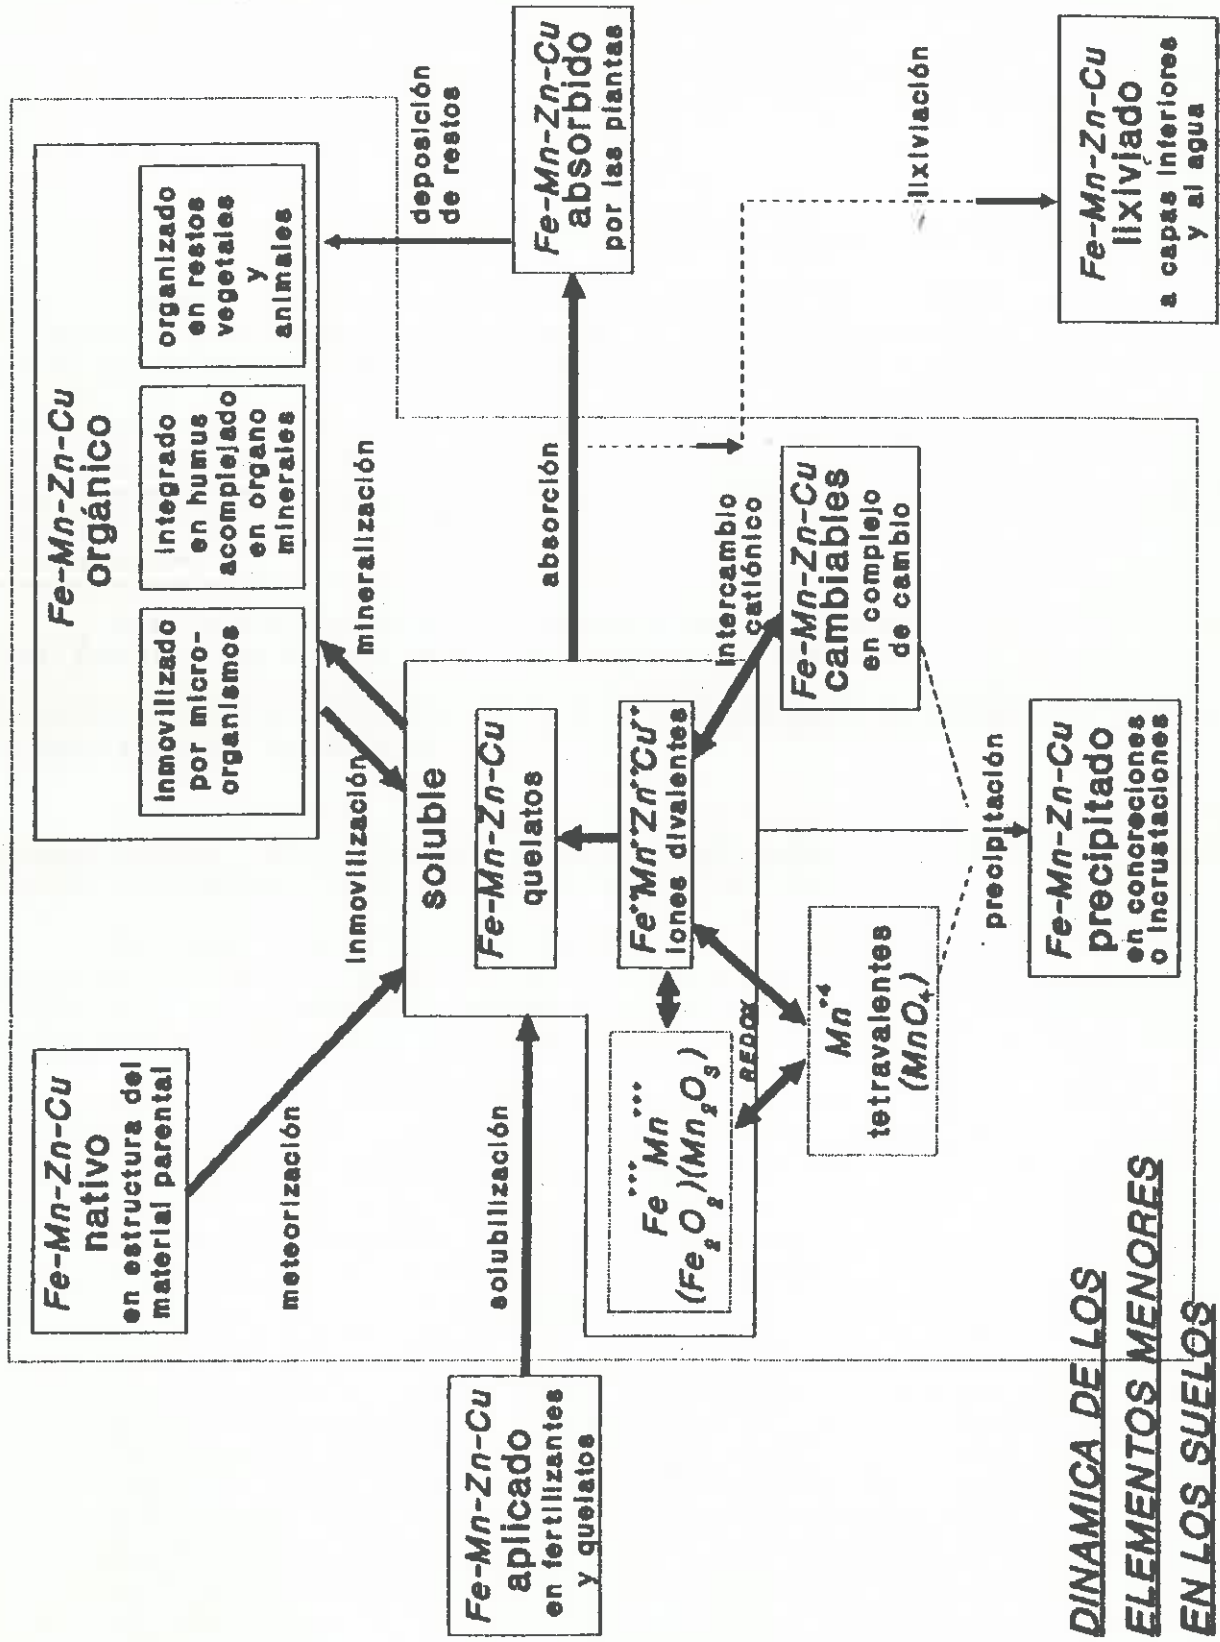 Fe-Mn-Zn-Cu
nativo
en estructura del
material parental
Fe-Mn-Zn-Cu
orgánico
inmovilizado
por micro-
organismos
integrado
en humus
acomplejado
en organo
minerales
organizado
en restos
vegetales
y
animales
meteorización
inmovilización
mineralización
deposición
de restos
Fe-Mn-Zn-Cu
aplicado
en fertilizantes
y quelatos
solubilización
soluble
Fe-Mn-Zn-Cu
quelatos
absorción
Fe-Mn-Zn-Cu
absorbido
por las plantas
Fe⁺⁺Mn⁺⁺Zn⁺⁺Cu⁺⁺
iones divalentes
Fe⁺⁺⁺ Mn⁺⁺⁺
(Fe₂O₂)(Mn₂O₃)
REDOX
Mn⁺⁴
tetravalentes
(MnO₄)
intercambio
catiónico
Fe-Mn-Zn-Cu
cambiables
en complejo
de cambio
lixiviación
precipitación
Fe-Mn-Zn-Cu
precipitado
en concreciones
o incrustaciones
Fe-Mn-Zn-Cu
lixiviado
a capas interiores
y al agua
DINAMICA DE LOS
ELEMENTOS MENORES
EN LOS SUELOS